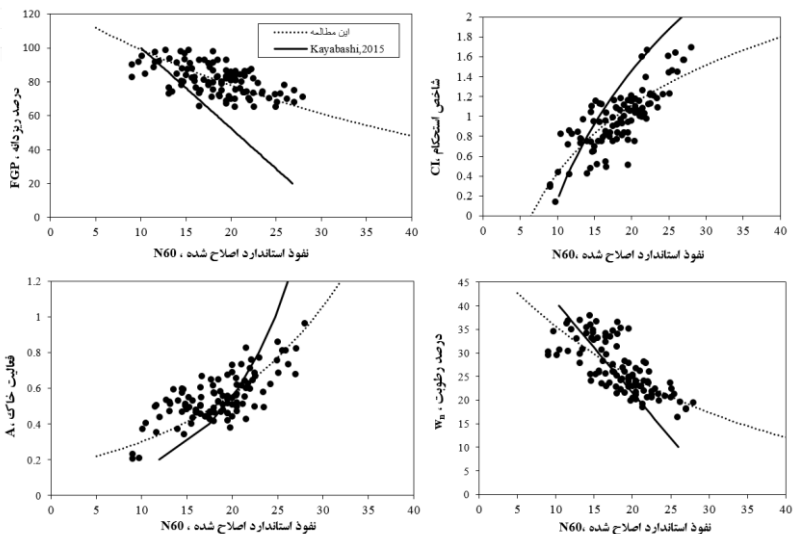 120
100
80
60
40
20
0
0 5 10 15 20 25 30 35 40
درصد ریزدانه ، FGP
نفوذ استاندارد اصلاح شده ، N60
این مطالعه
Kayabashi,2015
2
1.8
1.6
1.4
1.2
1
0.8
0.6
0.4
0.2
0
0 5 10 15 20 25 30 35 40
شاخص استحکام ,CI
نفوذ استاندارد اصلاح شده ،N60
1.2
1
0.8
0.6
0.4
0.2
0
0 5 10 15 20 25 30 35 40
فعالیت خاک ، A
نفوذ استاندارد اصلاح شده ، N60
45
40
35
30
25
20
15
10
5
0
0 5 10 15 20 25 30 35 40
درصد رطوبت ، wn
نفوذ استاندارد اصلاح شده ،N60